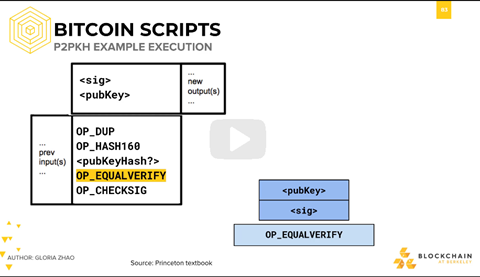 BITCOIN SCRIPTS
P2PKH EXAMPLE EXECUTION
<sig>
<pubKey>
...
new
output(s)
...
...
prev
input(s)
...
OP_DUP
OP_HASH160
<pubKeyHash?>
OP_EQUALVERIFY
OP_CHECKSIG
<pubKey>
<sig>
OP_EQUALVERIFY
AUTHOR: GLORIA ZHAO
Source: Princeton textbook
BLOCKCHAIN
AT BERKELEY